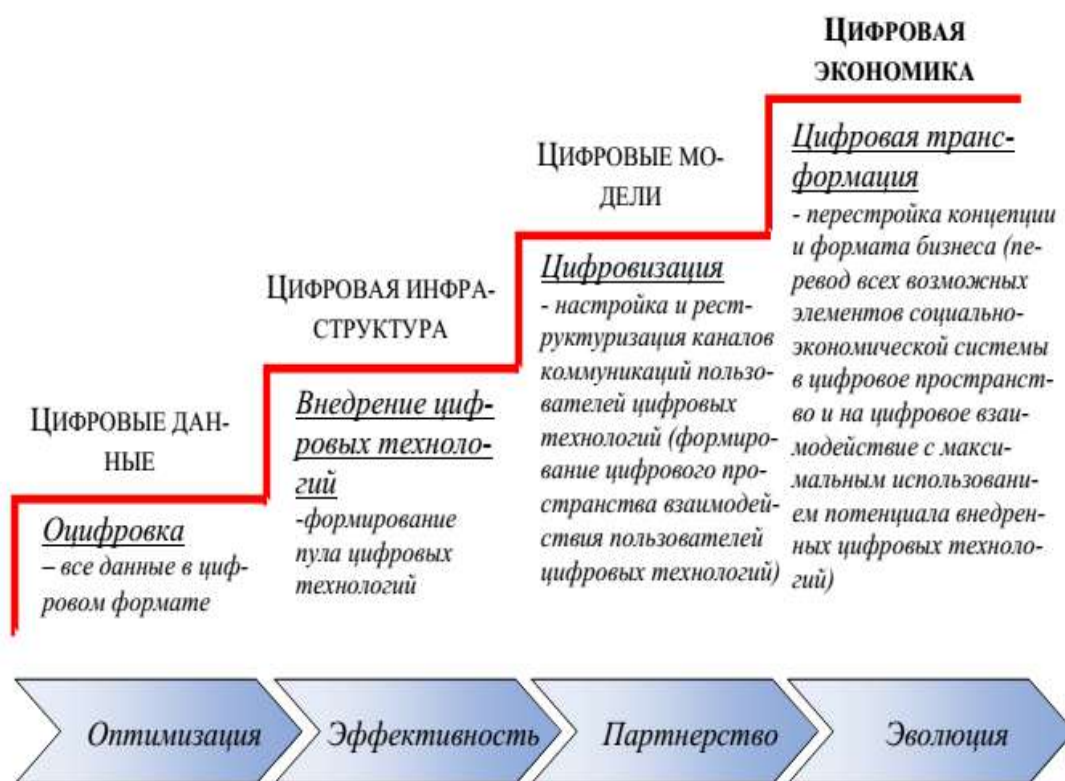 ЦИФРОВЫЕ ДАН-
НЫЕ
Оцифровка
– все данные в циф-
ровом формате
ЦИФРОВАЯ ИНФРА-
СТРУКТУРА
Внедрение циф-
ровых техноло-
гий
-формирование
пула цифровых
технологий
ЦИФРОВЫЕ МО-
ДЕЛИ
Цифровизация
- настройка и рест-
руктуризация каналов
коммуникаций пользо-
вателей цифровых
технологий (формиро-
вание цифрового про-
странства взаимодей-
ствия пользователей
цифровых технологий)
ЦИФРОВАЯ
ЭКОНОМИКА
Цифровая транс-
формация
- перестройка концепции
и формата бизнеса (пе-
ревод всех возможных
элементов социально-
экономической системы
в цифровое пространст-
во и на цифровое взаи-
модействие с макси-
мальным использовани-
ем потенциала внедрен-
ных цифровых техноло-
гий)
Оптимизация
Эффективность
Партнерство
Эволюция